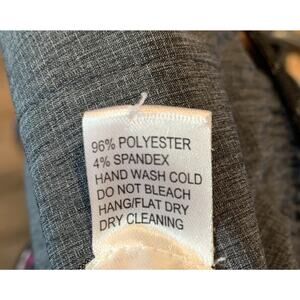 96% POLYESTER
4% SPANDEX
HAND WASH COLD
DO NOT BLEACH
HANG/FLAT DRY
DRY CLEANING